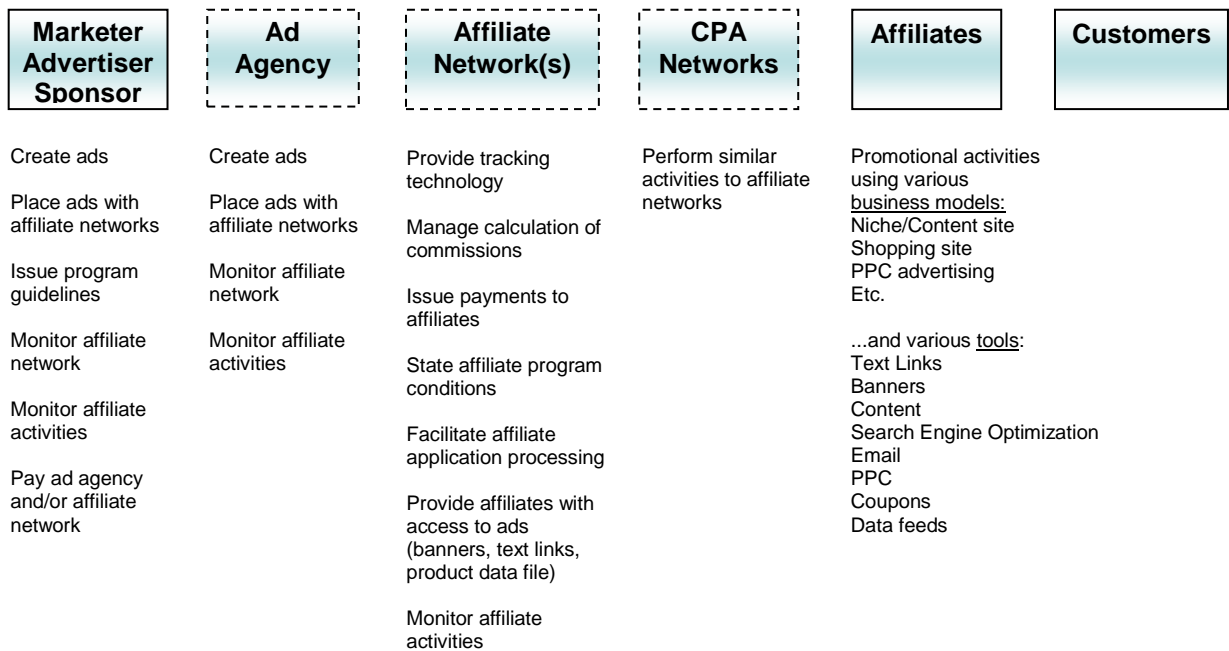 Marketer
Advertiser
Sponsor
Ad
Agency
Affiliate
Network(s)
CPA
Networks
Affiliates
Customers
Create ads
Place ads with
affiliate networks
Issue program
guidelines
Monitor affiliate
network
Monitor affiliate
activities
Pay ad agency
and/or affiliate
network
Create ads
Place ads with
affiliate networks
Monitor affiliate
network
Monitor affiliate
activities
Provide tracking
technology
Manage calculation of
commissions
Issue payments to
affiliates
State affiliate program
conditions
Facilitate affiliate
application processing
Provide affiliates with
access to ads
(banners, text links,
product data file)
Monitor affiliate
activities
Perform similar
activities to affiliate
networks
Promotional activities
using various
business models:
Niche/Content site
Shopping site
PPC advertising
Etc.
...and various tools:
Text Links
Banners
Content
Search Engine Optimization
Email
PPC
Coupons
Data feeds